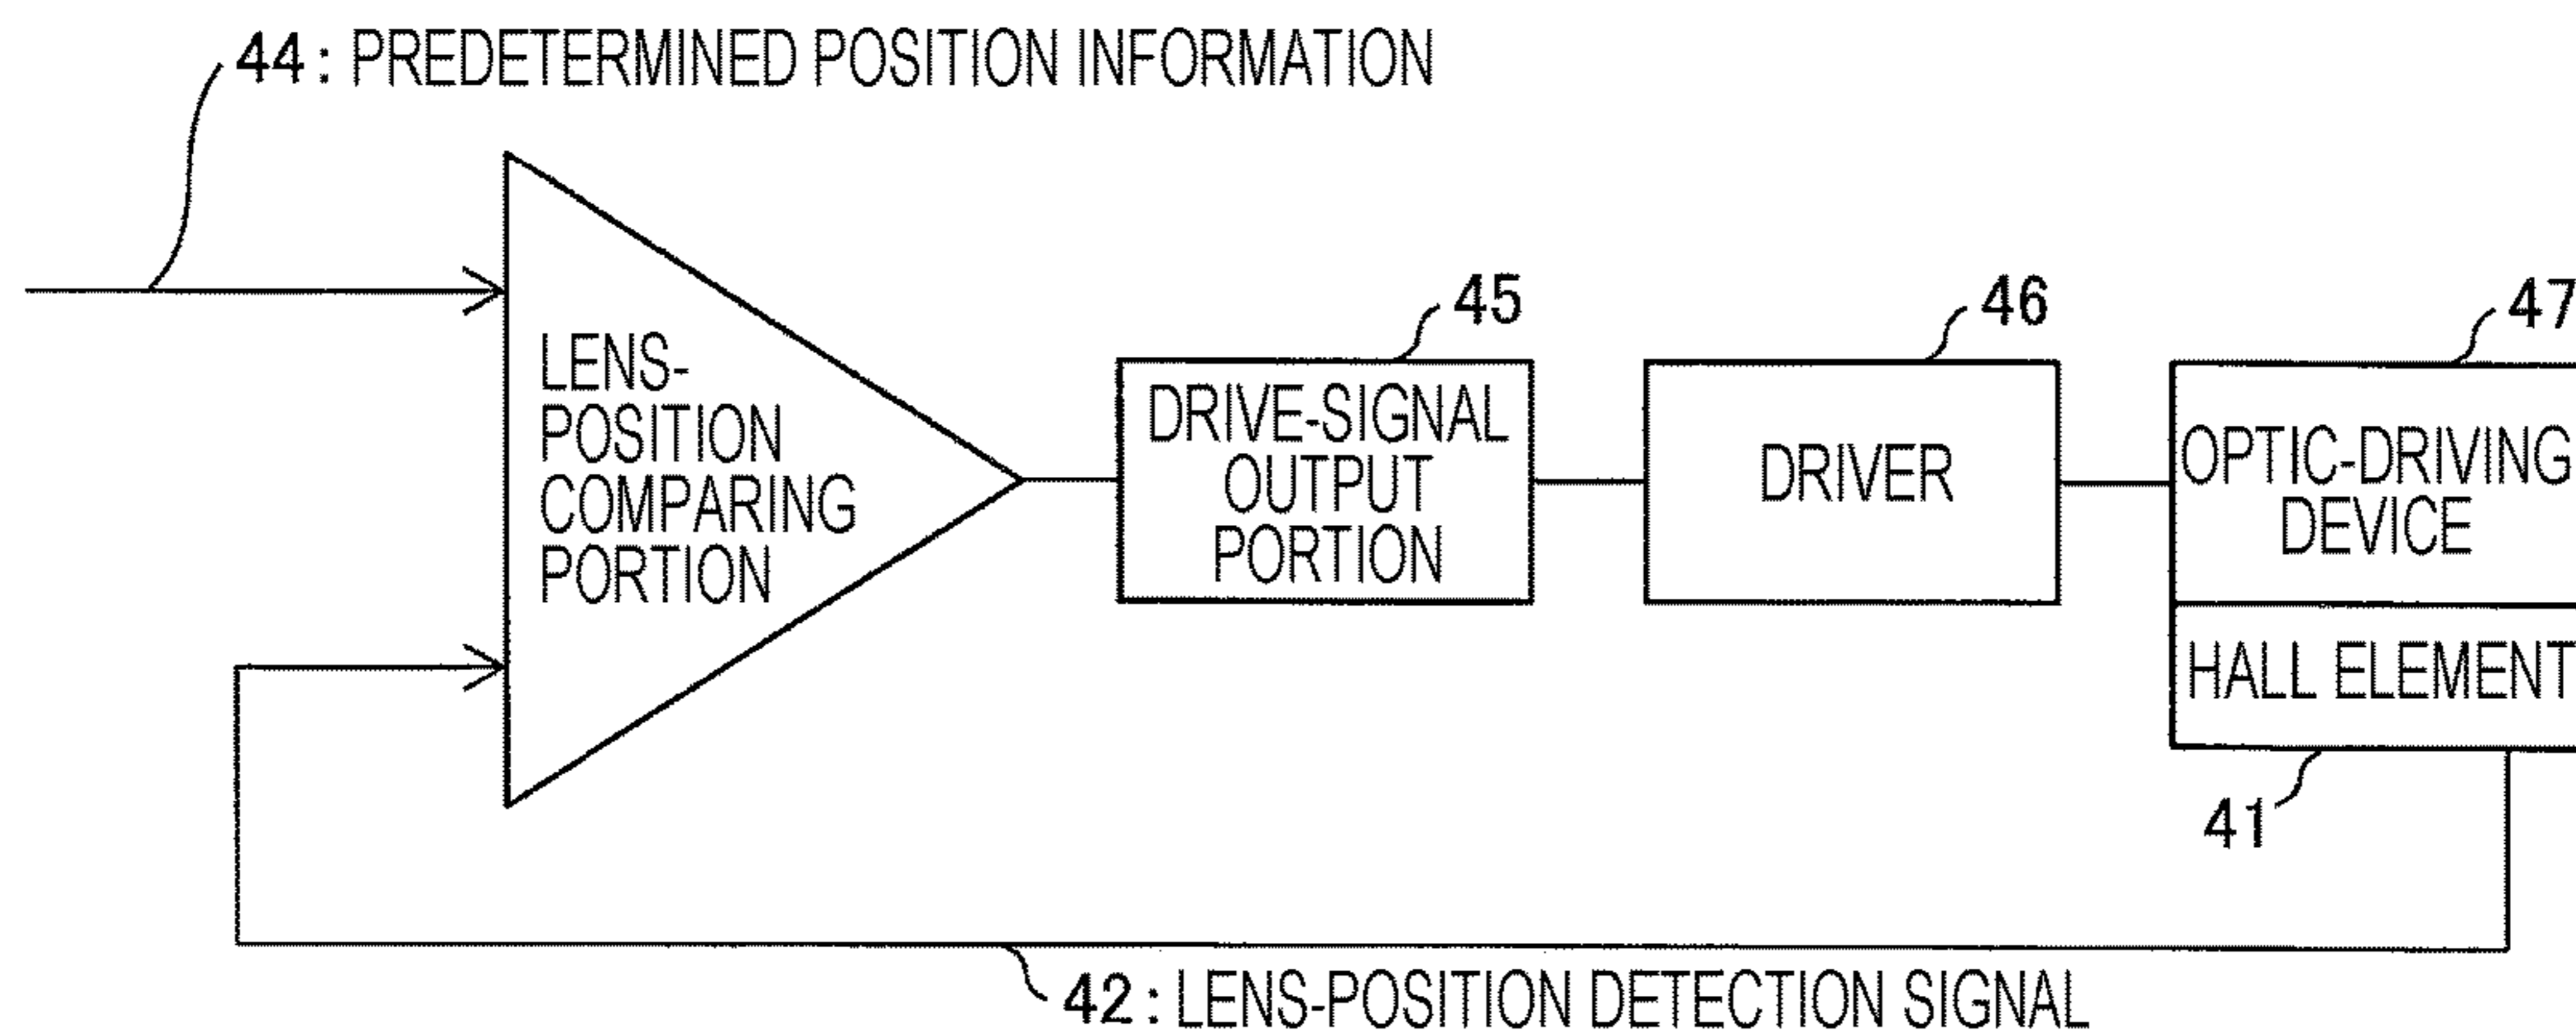 44 : PREDETERMINED POSITION INFORMATION
LENS-
POSITION
COMPARING
PORTION
45
DRIVE-SIGNAL
OUTPUT
PORTION
46
DRIVER
47
OPTIC-DRIVING
DEVICE
HALL ELEMENT
41
42 : LENS-POSITION DETECTION SIGNAL